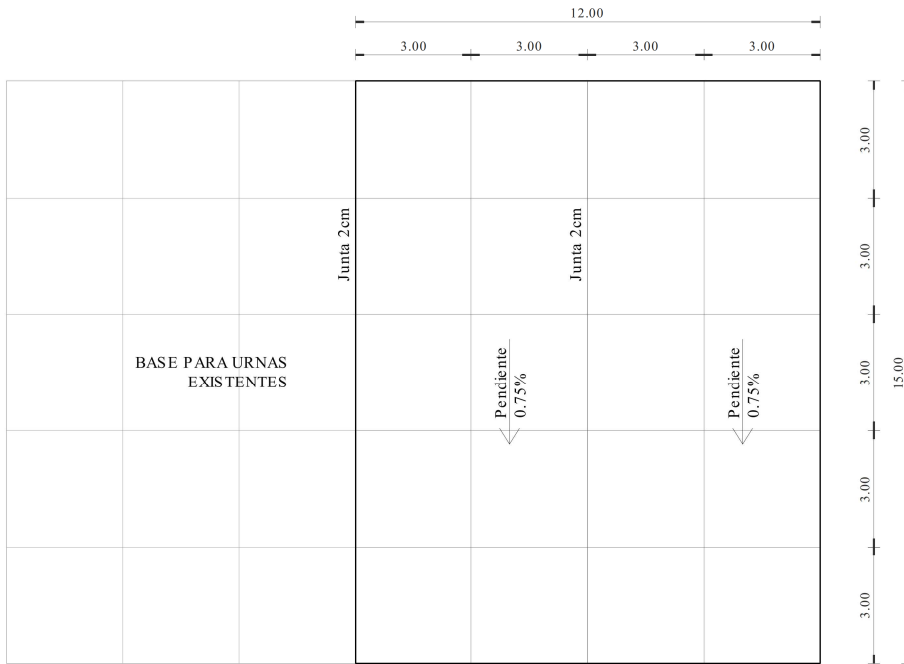 12.00
3.00 3.00 3.00 3.00
3.00
Junta 2cm
Junta 2cm
3.00
BASE PARA URNAS
EXISTENTES
Pendiente
0.75%
Pendiente
0.75%
3.00
15.00
3.00
3.00